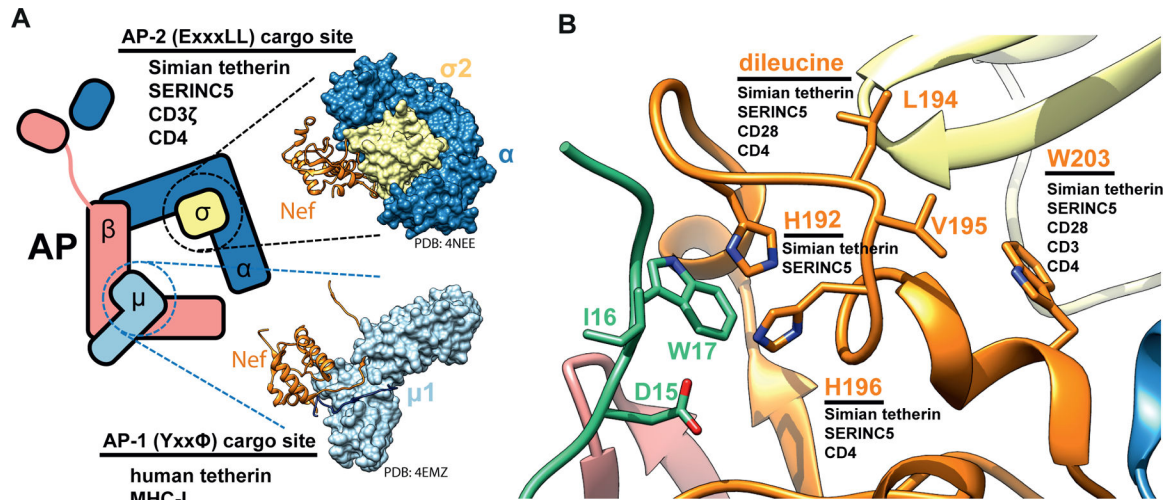 A
AP-2 (ExxxLL) cargo site
Simian tetherin
SERINC5
CD3ζ
CD4
σ2
α
Nef
PDB: 4NEE
β
σ
AP
α
μ
Nef
μ1
PDB: 4EMZ
AP-1 (YxxΦ) cargo site
human tetherin
MHC-I
B
dileucine
Simian tetherin
SERINC5
CD28
CD4
L194
W203
Simian tetherin
SERINC5
CD28
CD3
CD4
V195
H192
Simian tetherin
SERINC5
I16
W17
D15
H196
Simian tetherin
SERINC5
CD4